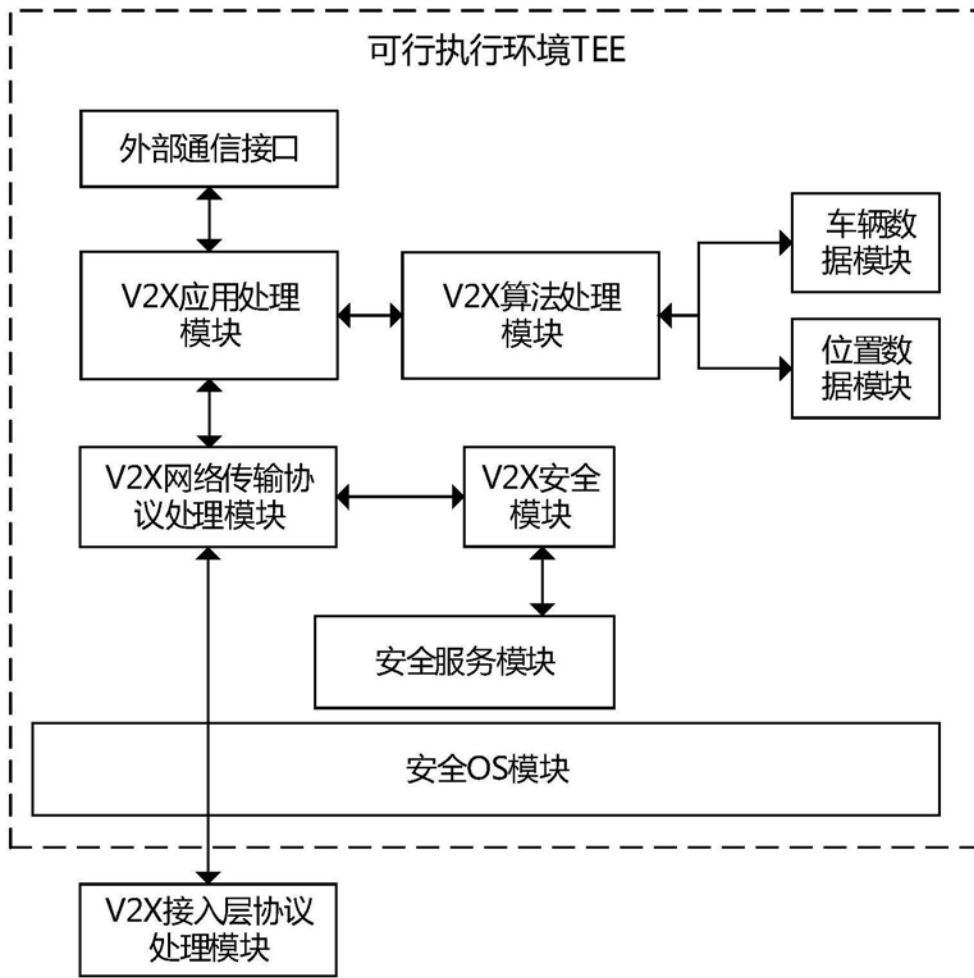 可行执行环境TEE
外部通信接口
V2X应用处理
模块
V2X算法处理
模块
车辆数
据模块
位置数
据模块
V2X网络传输协
议处理模块
V2X安全
模块
安全服务模块
安全OS模块
V2X接入层协议
处理模块